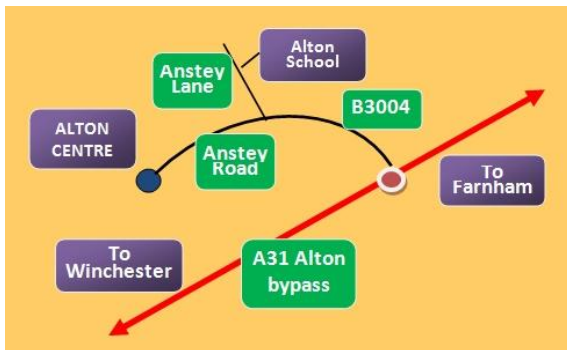 Alton
School
Anstey
Lane
B3004
ALTON
CENTRE
Anstey
Road
To
Farnham
To
Winchester
A31 Alton
bypass